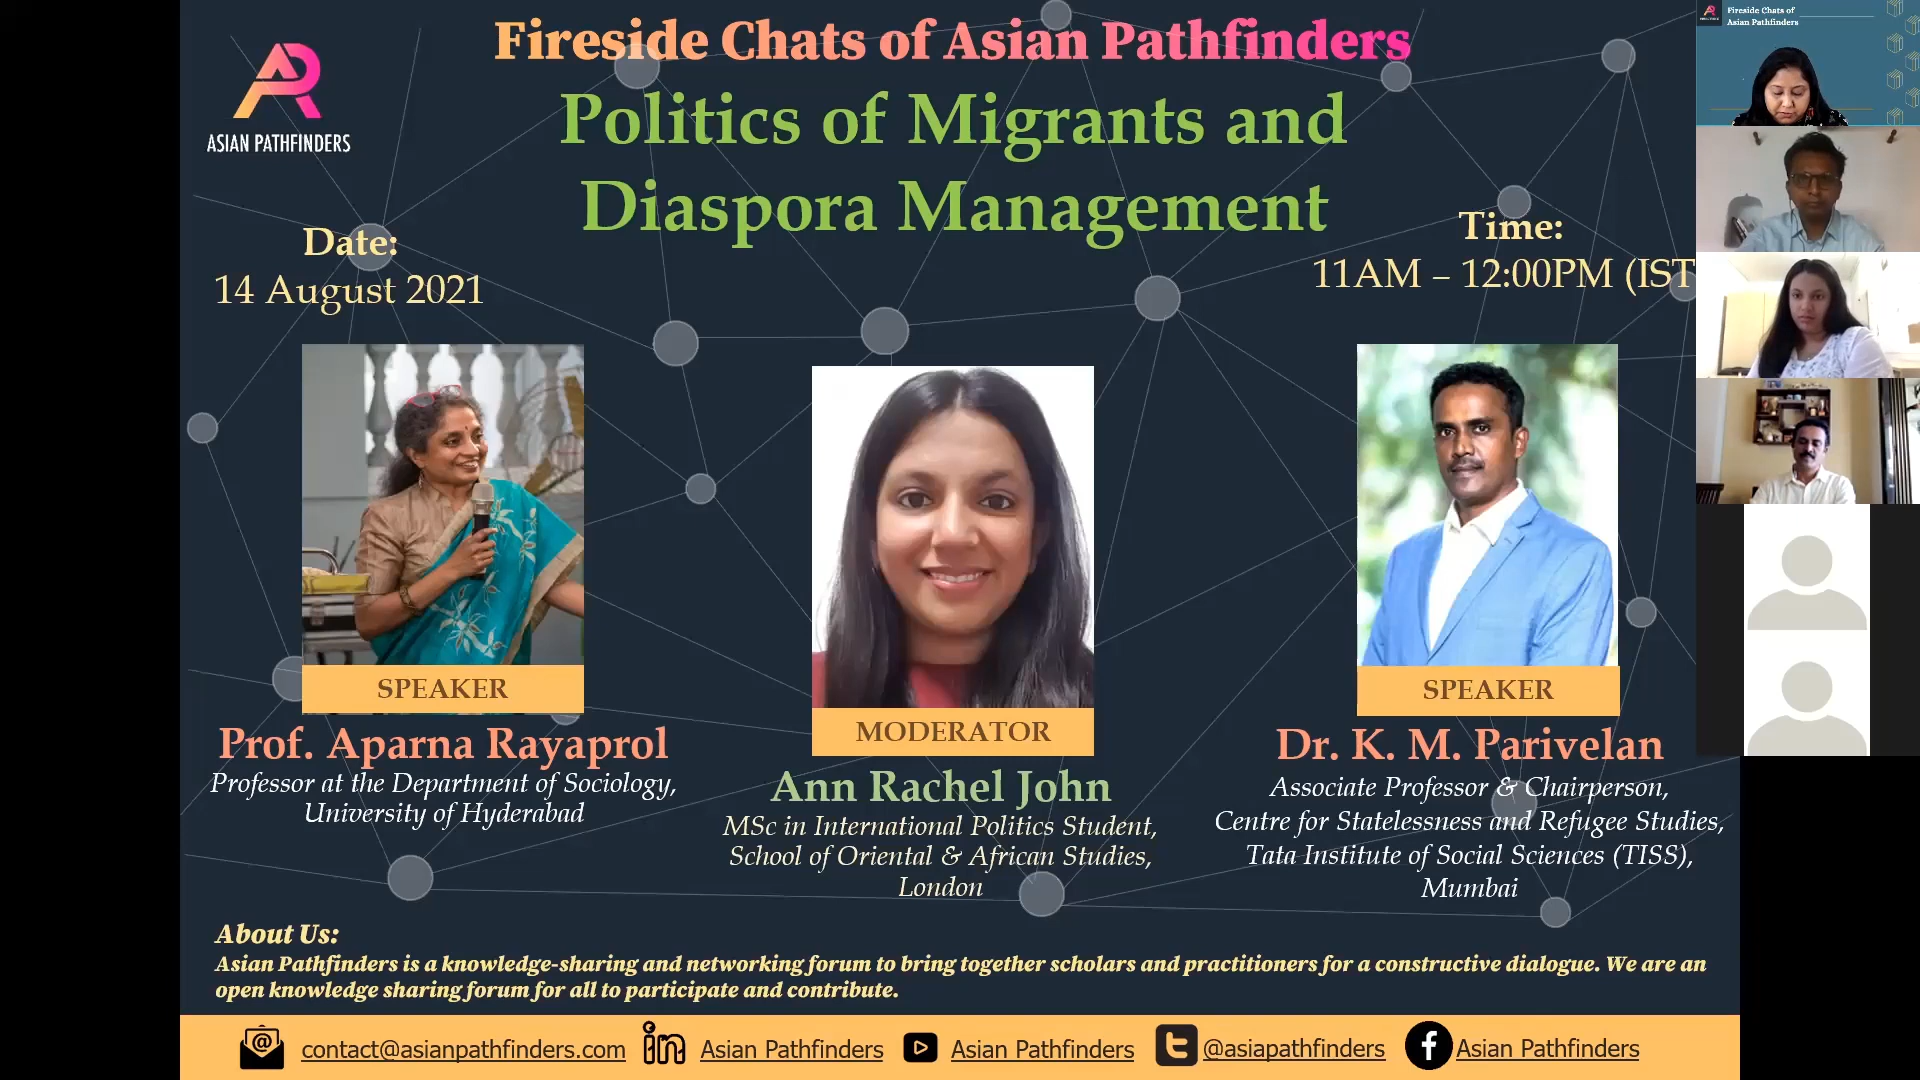 Fireside Chats of Asian Pathfinders
ASIAN PATHFINDERS
Politics of Migrants and
Diaspora Management
Date:
14 August 2021
Time:
11AM – 12:00PM (IST
Fireside Chats of
Asian Pathfinders
SPEAKER
Prof. Aparna Rayaprol
Professor at the Department of Sociology,
University of Hyderabad
MODERATOR
Ann Rachel John
MSc in International Politics Student,
School of Oriental & African Studies,
London
SPEAKER
Dr. K. M. Parivelan
Associate Professor & Chairperson,
Centre for Statelessness and Refugee Studies,
Tata Institute of Social Sciences (TISS),
Mumbai
About Us:
Asian Pathfinders is a knowledge-sharing and networking forum to bring together scholars and practitioners for a constructive dialogue. We are an
open knowledge sharing forum for all to participate and contribute.
contact@asianpathfinders.com Asian Pathfinders Asian Pathfinders @asiapathfinders Asian Pathfinders